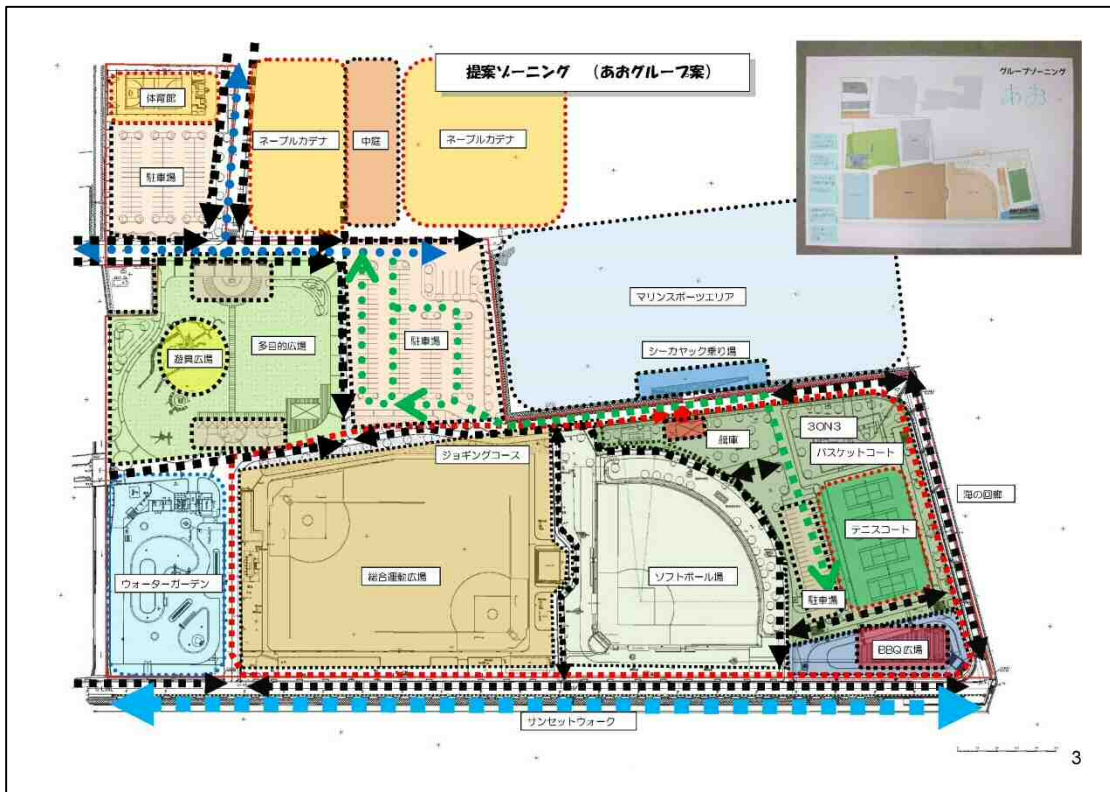 提案ゾーニング （あおグループ案）
グループゾーニング
あお
体育館
ネーブルカデナ
中庭
ネーブルカデナ
駐車場
マリンスポーツエリア
多目的広場
遊具広場
駐車場
シーカヤック乗り場
艇庫
3ON3
バスケットコート
ジョギングコース
海の回廊
テニスコート
ウォーターガーデン
総合運動広場
ソフトボール場
駐車場
BBQ広場
サンセットウォーク
3